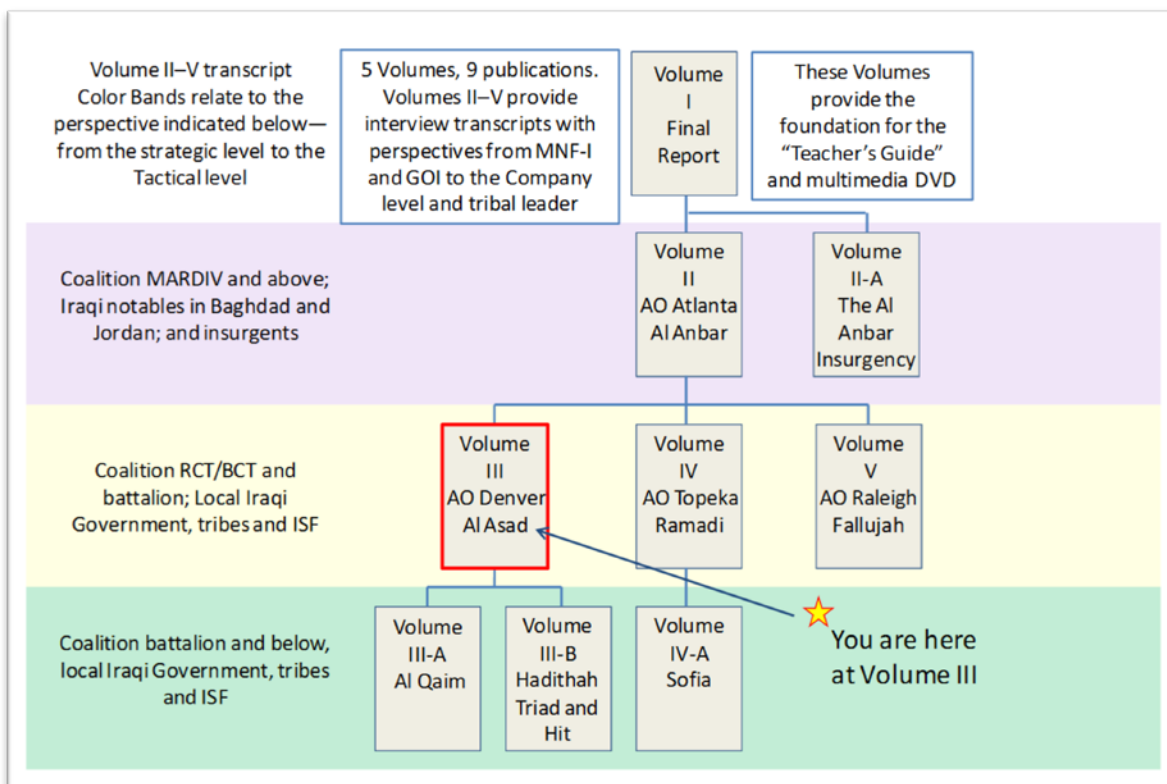 Volume II–V transcript
Color Bands relate to the
perspective indicated below—
from the strategic level to the
Tactical level
5 Volumes, 9 publications.
Volumes II–V provide
interview transcripts with
perspectives from MNF-I
and GOI to the Company
level and tribal leader
Volume
I
Final
Report
These Volumes
provide the
foundation for the
“Teacher’s Guide”
and multimedia DVD
Coalition MARDIV and above;
Iraqi notables in Baghdad and
Jordan; and insurgents
Volume
II
AO Atlanta
Al Anbar
Volume
II-A
The Al
Anbar
Insurgency
Coalition RCT/BCT and
battalion; Local Iraqi
Government, tribes and ISF
Volume
III
AO Denver
Al Asad
Volume
IV
AO Topeka
Ramadi
Volume
V
AO Raleigh
Fallujah
Coalition battalion and below,
local Iraqi Government, tribes
and ISF
Volume
III-A
Al Qaim
Volume
III-B
Hadithah
Triad and
Hit
Volume
IV-A
Sofia
You are here
at Volume III